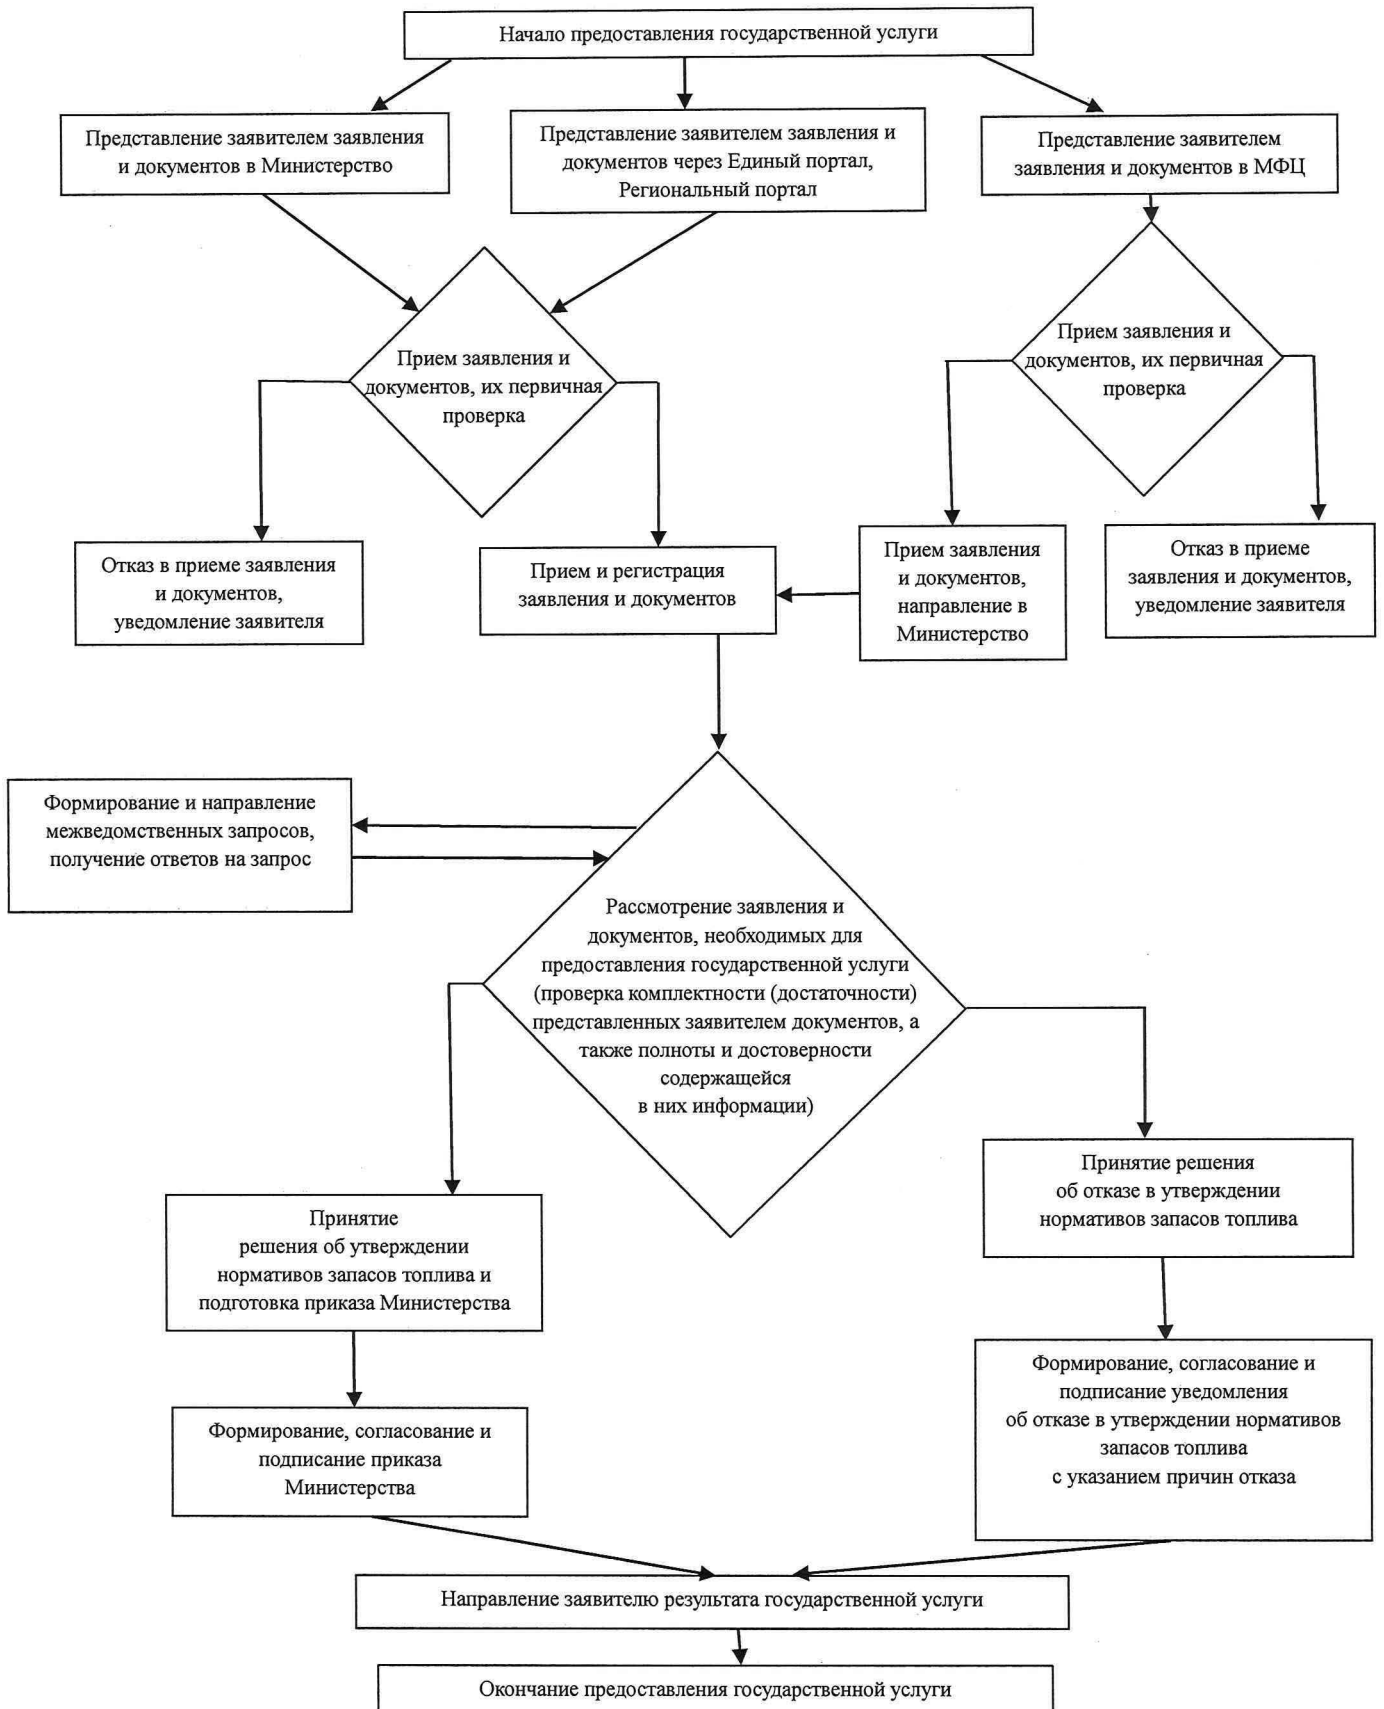 Начало предоставления государственной услуги
Представление заявителем заявления
и документов в Министерство
Представление заявителем заявления и
документов через Единый портал,
Региональный портал
Представление заявителем
заявления и документов в МФЦ
Прием заявления и
документов, их первичная
проверка
Прием заявления и
документов, их первичная
проверка
Отказ в приеме заявления
и документов,
уведомление заявителя
Прием и регистрация
заявления и документов
Прием заявления
и документов,
направление в
Министерство
Отказ в приеме
заявления и документов,
уведомление заявителя
Формирование и направление
межведомственных запросов,
получение ответов на запрос
Рассмотрение заявления и
документов, необходимых для
предоставления государственной услуги
(проверка комплектности (достаточности)
представленных заявителем документов, а
также полноты и достоверности
содержащейся
в них информации)
Принятие
решения об утверждении
нормативов запасов топлива и
подготовка приказа Министерства
Принятие решения
об отказе в утверждении
нормативов запасов топлива
Формирование, согласование и
подписание приказа
Министерства
Формирование, согласование и
подписание уведомления
об отказе в утверждении нормативов
запасов топлива
с указанием причин отказа
Направление заявителю результата государственной услуги
Окончание предоставления государственной услуги